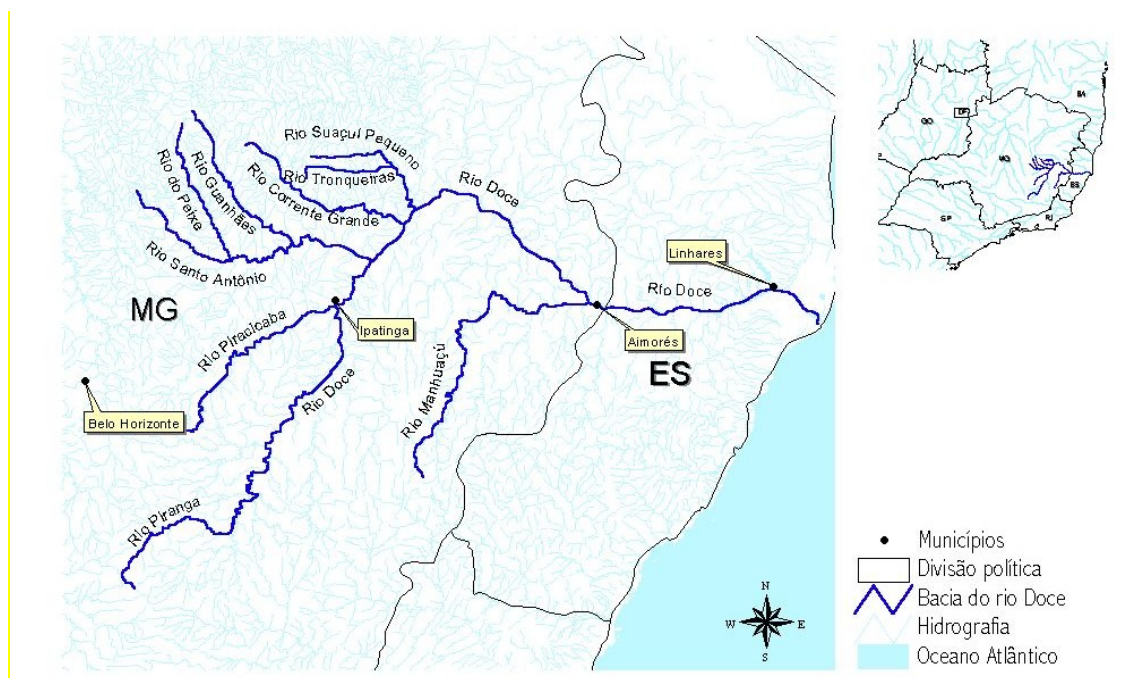 Rio Suaçuí Pequeno
Rio Tronqueiras
Rio Corrente Grande
Rio Guanhães
Rio do Peixe
Rio Santo Antônio
Rio Doce
MG
Rio Piracicaba
Ipatinga
Belo Horizonte
Rio Doce
Rio Manhuaçú
Rio Piranga
Linhares
Rio Doce
Aimorés
ES
N
W
E
S
BA
GO
DF
MG
ES
SP
RJ
Municípios
Divisão política
Bacia do rio Doce
Hidrografia
Oceano Atlântico